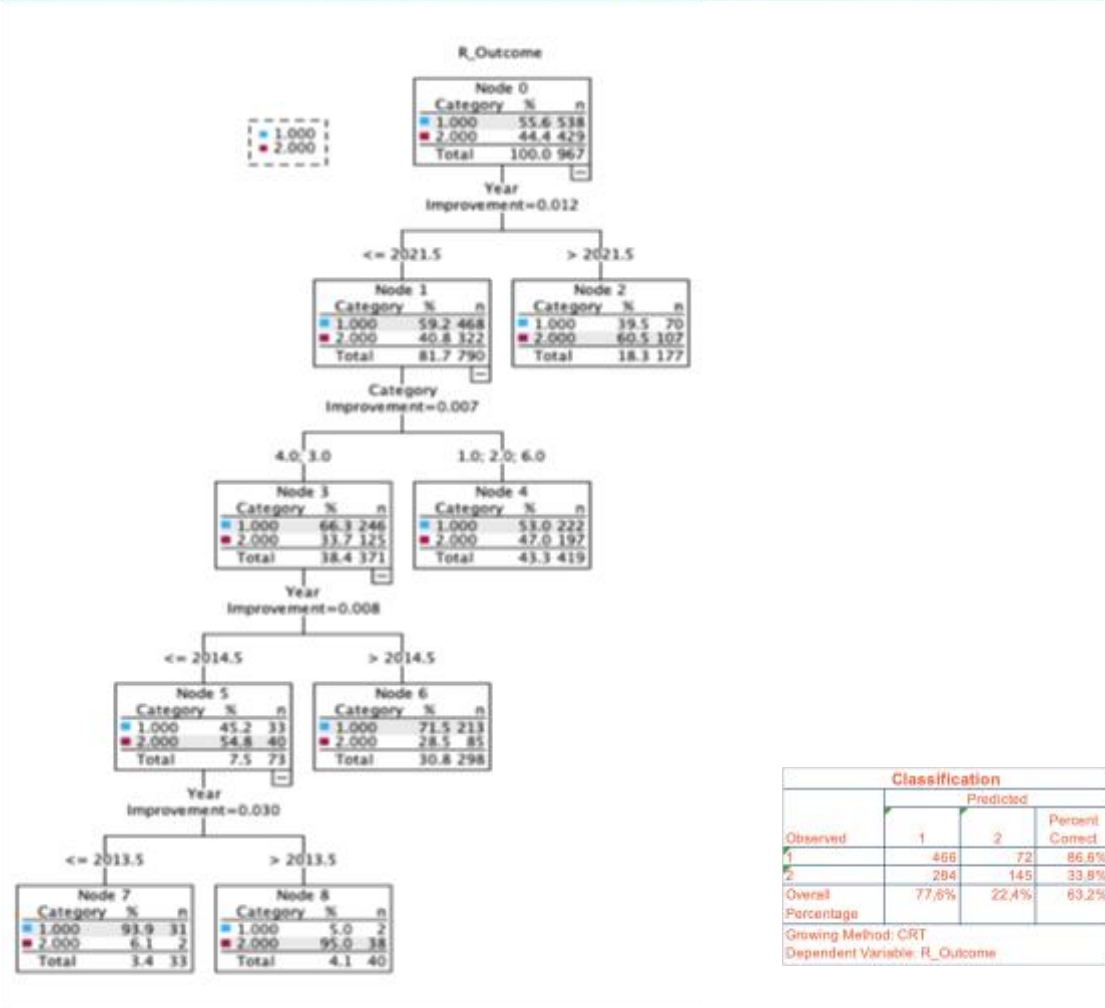 R_Outcome
1.000
2.000
Node 0
Category % n
1.000 55.6 538
2.000 44.4 429
Total 100.0 967
Year
Improvement=0.012
<= 2021.5
> 2021.5
Node 1
Category % n
1.000 59.2 468
2.000 40.8 322
Total 81.7 790
Node 2
Category % n
1.000 39.5 70
2.000 60.5 107
Total 18.3 177
Category
Improvement=0.007
4.0; 3.0
1.0; 2.0; 6.0
Node 3
Category % n
1.000 66.3 246
2.000 33.7 125
Total 38.4 371
Node 4
Category % n
1.000 53.0 222
2.000 47.0 197
Total 43.3 419
Year
Improvement=0.008
<= 2014.5
> 2014.5
Node 5
Category % n
1.000 45.2 33
2.000 54.8 40
Total 7.5 73
Node 6
Category % n
1.000 71.5 213
2.000 28.5 85
Total 30.8 298
Year
Improvement=0.030
<= 2013.5
> 2013.5
Node 7
Category % n
1.000 93.9 31
2.000 6.1 2
Total 3.4 33
Node 8
Category % n
1.000 5.0 2
2.000 95.0 38
Total 4.1 40
Classification
Predicted
Observed 1 2 Percent Correct
1 466 72 86,6%
2 284 145 33,8%
Overall Percentage 77,6% 22,4% 63,2%
Growing Method: CRT
Dependent Variable: R_Outcome